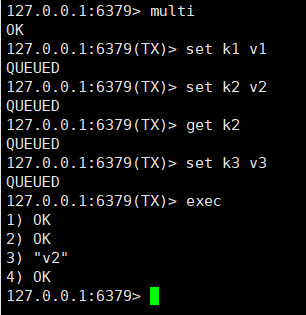 127.0.0.1:6379> multi
OK
127.0.0.1:6379(TX)> set k1 v1
QUEUED
127.0.0.1:6379(TX)> set k2 v2
QUEUED
127.0.0.1:6379(TX)> get k2
QUEUED
127.0.0.1:6379(TX)> set k3 v3
QUEUED
127.0.0.1:6379(TX)> exec
1) OK
2) OK
3) "v2"
4) OK
127.0.0.1:6379>